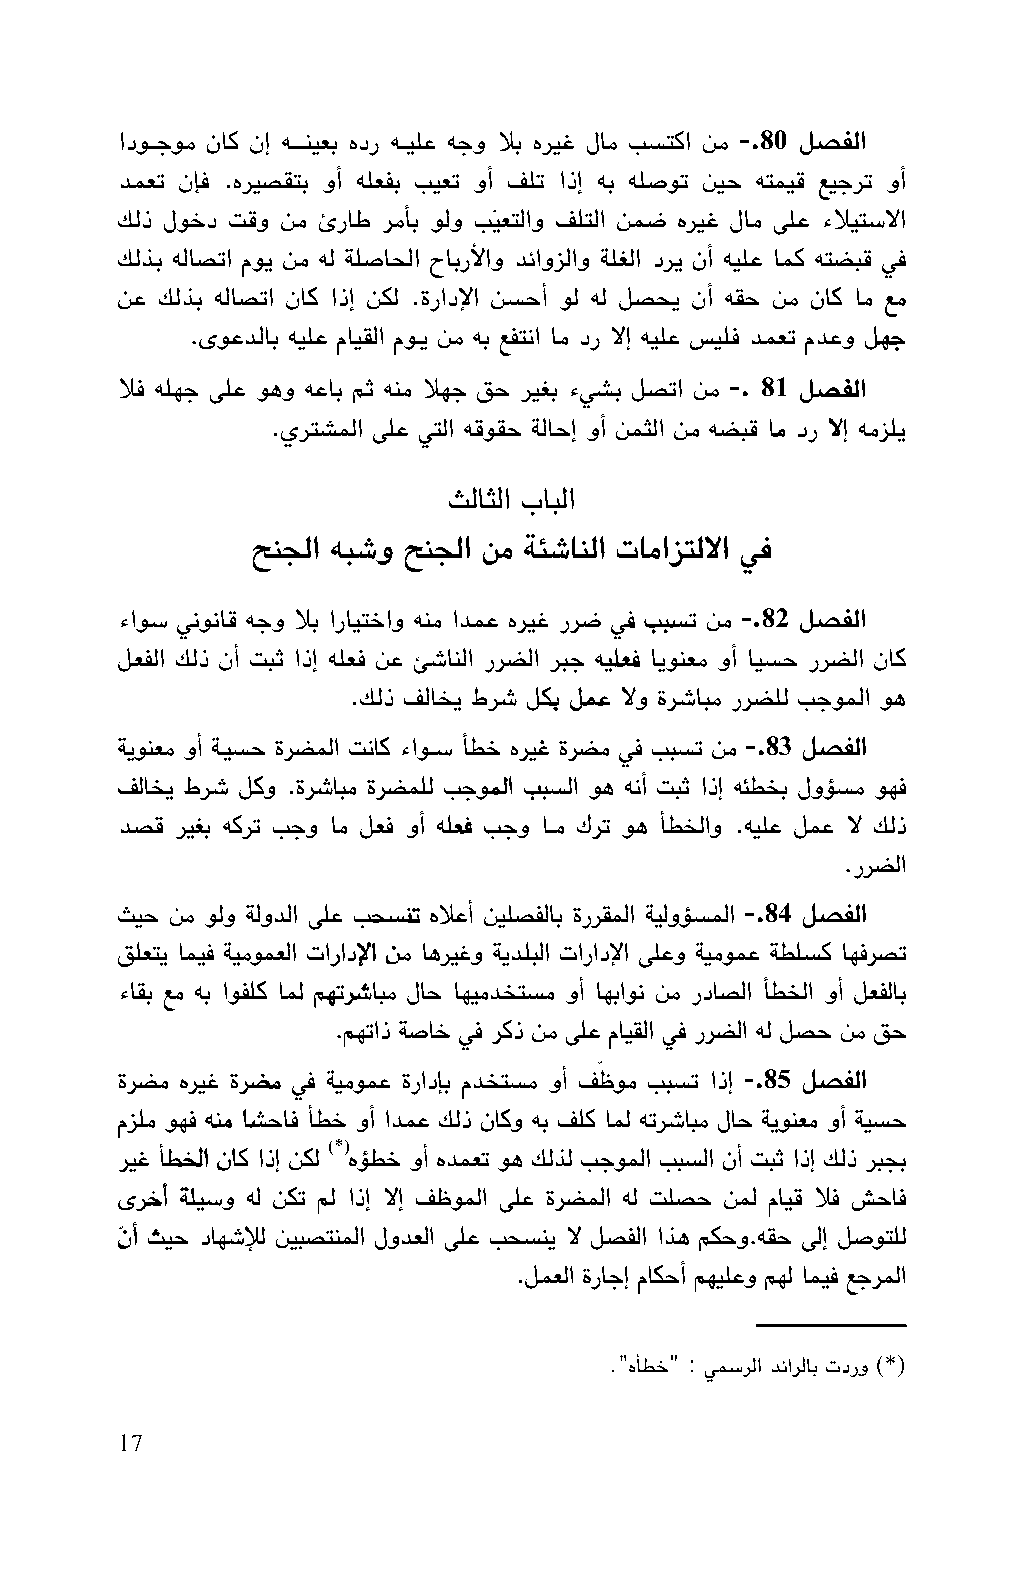 الفصل 80.- من اكتسب مال غيره بلا وجه عليه رده بعينه إن كان موجودا
أو ترجيع قيمته حين توصله به إذا تلف أو تعيب بفعله أو بتقصيره. فإن تعمد
الاستيلاء على مال غيره ضمن التلف والتعيّب ولو بأمر طارئ من وقت دخول ذلك
في قبضته كما عليه أن يرد الغلة والزوائد والأرباح الحاصلة له من يوم اتصاله بذلك
مع ما كان من حقه أن يحصل له لو أحسن الإدارة. لكن إذا كان اتصاله بذلك عن
جهل وعدم تعمد فليس عليه إلا رد ما انتفع به من يوم القيام عليه بالدعوى.
الفصل 81 .- من اتصل بشيء بغير حق جهلا منه ثم باعه وهو على جهله فلا
يلزمه إلا رد ما قبضه من الثمن أو إحالة حقوقه التي على المشتري.
الباب الثالث
في الالتزامات الناشئة من الجنح وشبه الجنح
الفصل 82.- من تسبب في ضرر غيره عمدا منه واختيارا بلا وجه قانوني سواء
كان الضرر حسيا أو معنويا فعليه جبر الضرر الناشئ عن فعله إذا ثبت أن ذلك الفعل
هو الموجب للضرر مباشرة ولا عمل بكل شرط يخالف ذلك.
الفصل 83.- من تسبب في مضرة غيره خطأ سواء كانت المضرة حسية أو معنوية
فهو مسؤول بخطئه إذا ثبت أنه هو السبب الموجب للمضرة مباشرة. وكل شرط يخالف
ذلك لا عمل عليه. والخطأ هو ترك ما وجب فعله أو فعل ما وجب تركه بغير قصد
الضرر.
الفصل 84.- المسؤولية المقررة بالفصلين أعلاه تنسحب على الدولة ولو من حيث
تصرفها كسلطة عمومية وعلى الإدارات البلدية وغيرها من الإدارات العمومية فيما يتعلق
بالفعل أو الخطأ الصادر من نوابها أو مستخدميها حال مباشرتهم لما كلفوا به مع بقاء
حق من حصل له الضرر في القيام على من ذكر في خاصة ذاتهم.
الفصل 85.- إذا تسبب موظّف أو مستخدم بإدارة عمومية في مضرة غيره مضرة
حسية أو معنوية حال مباشرته لما كلف به وكان ذلك عمدا أو خطأ فاحشا منه فهو ملزم
بجبر ذلك إذا ثبت أن السبب الموجب لذلك هو تعمده أو خطؤه(*) لكن إذا كان الخطأ غير
فاحش فلا قيام لمن حصلت له المضرة على الموظف إلا إذا لم تكن له وسيلة أخرى
للتوصل إلى حقه.وحكم هذا الفصل لا ينسحب على العدول المنتصبين للإشهاد حيث أنّ
المرجع فيما لهم وعليهم أحكام إجارة العمل.
(*) وردت بالرائد الرسمي : "خطأه".
17